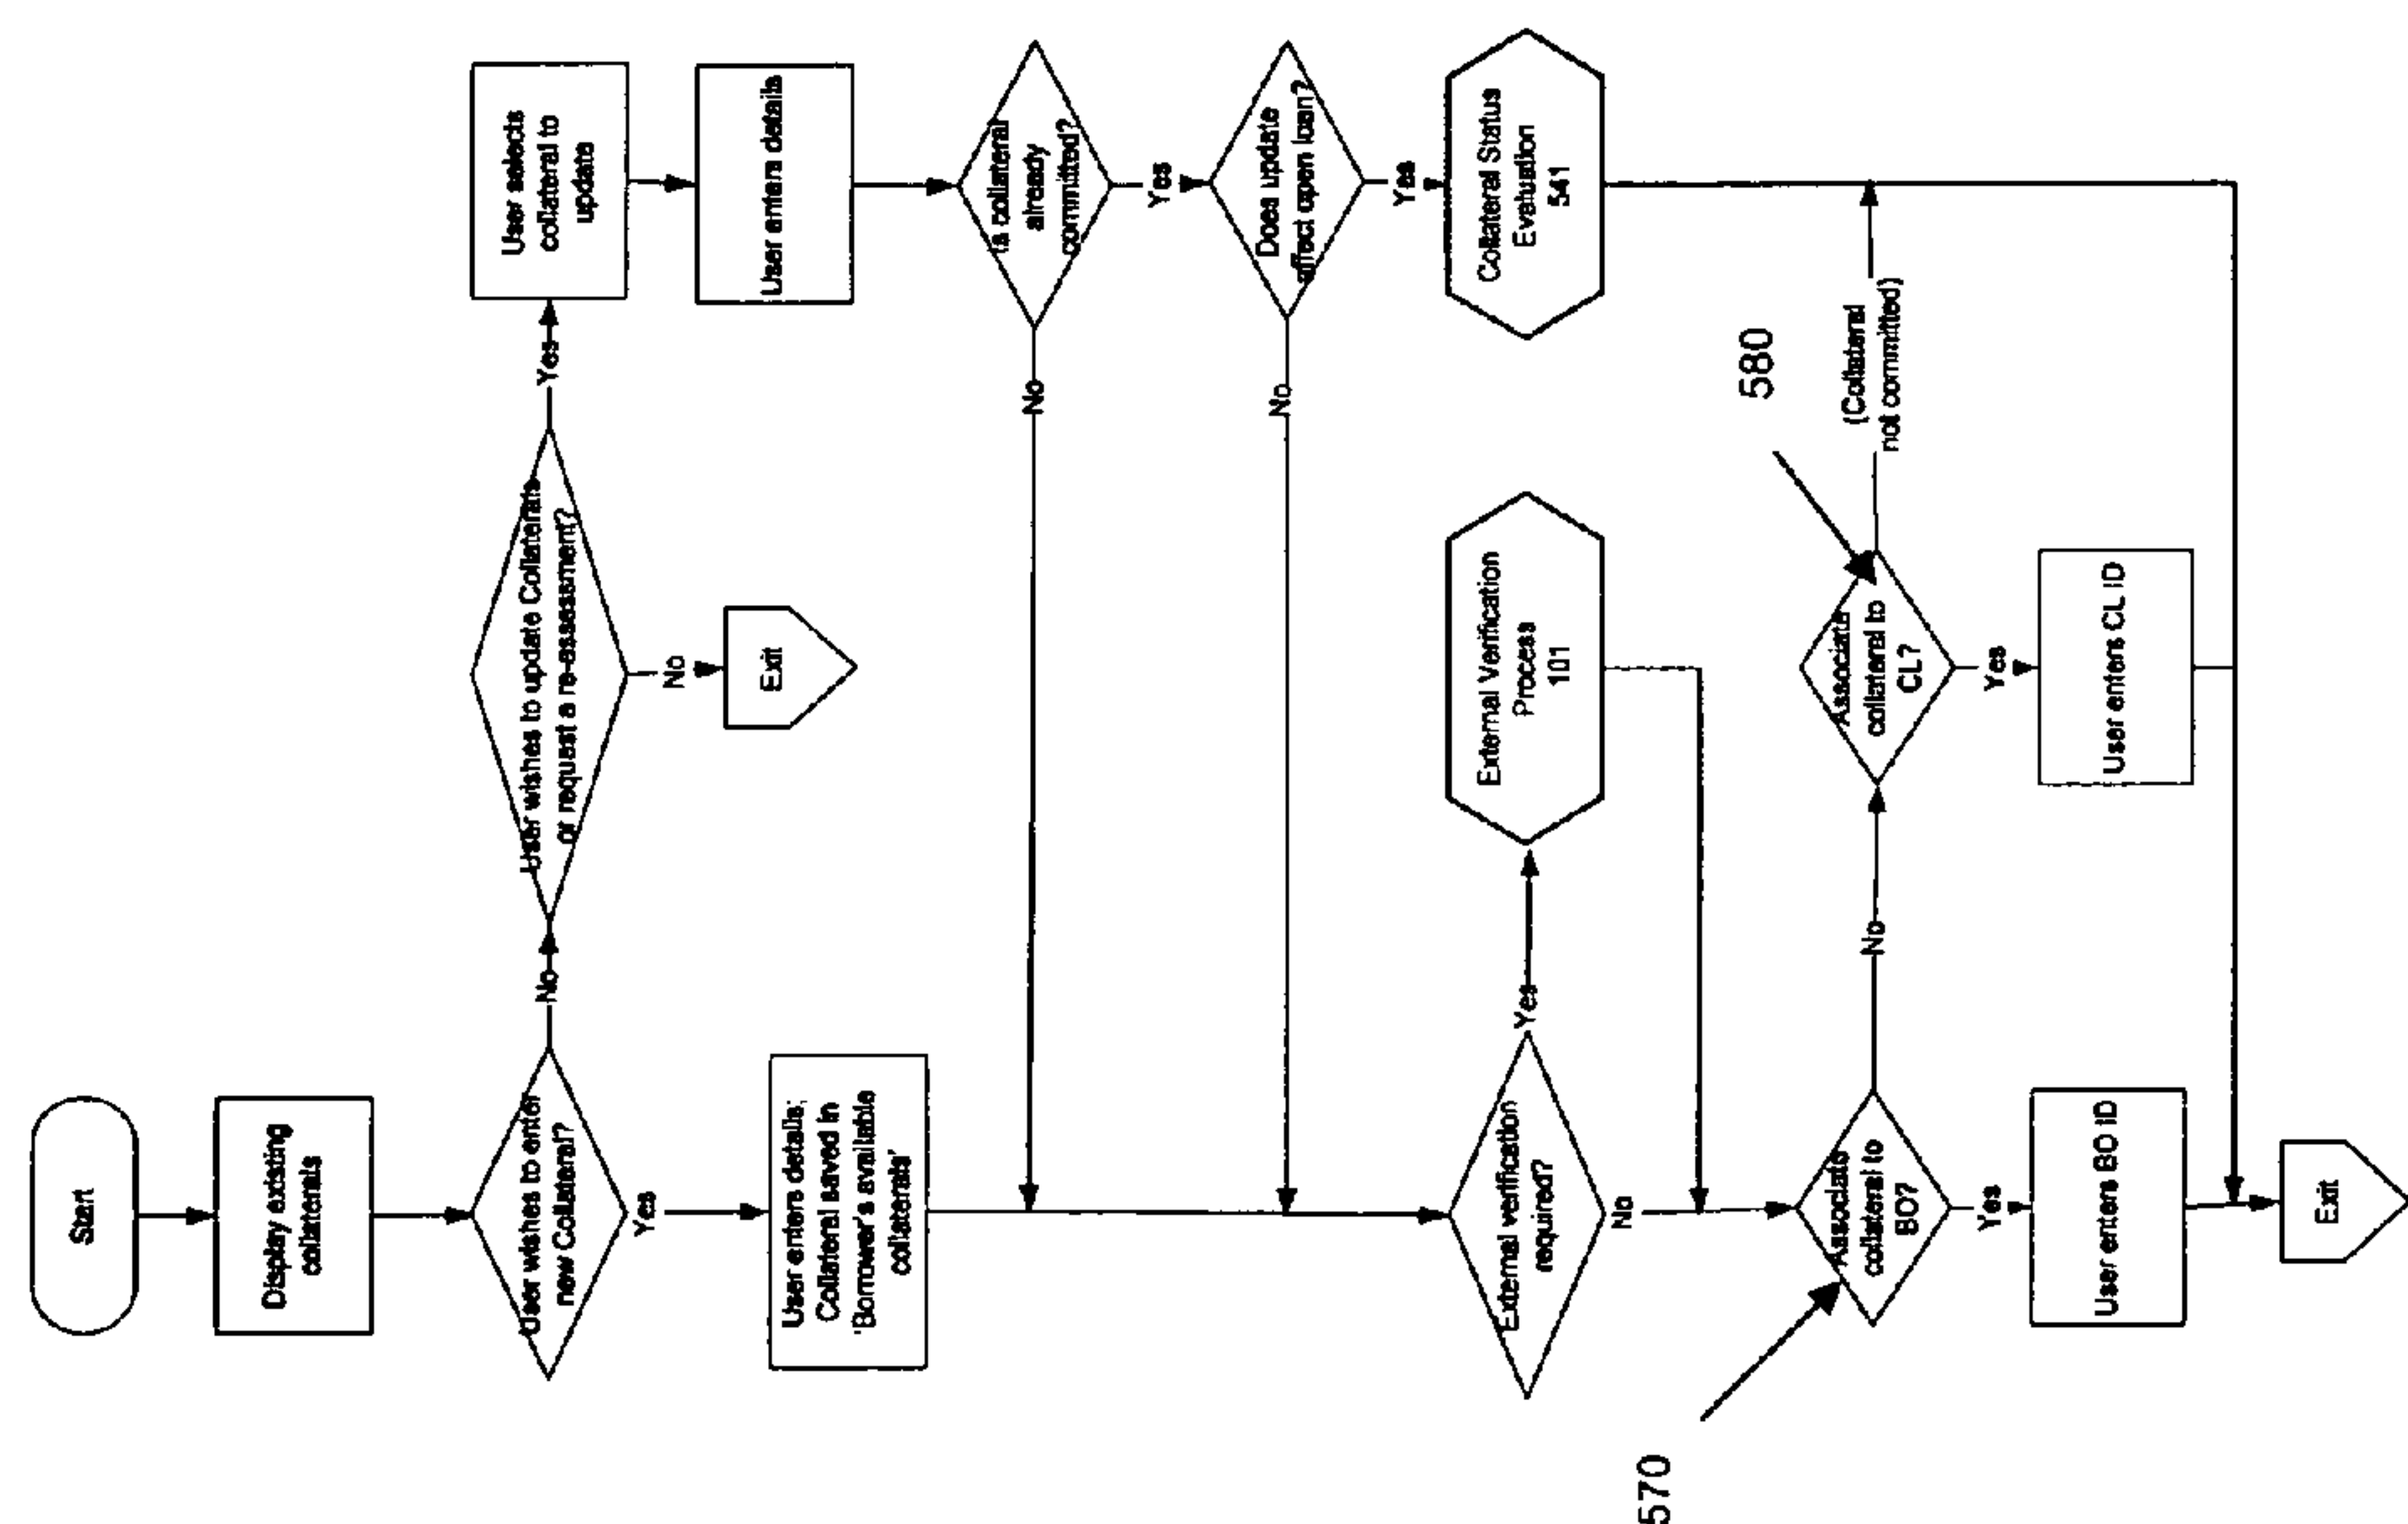 Start
Display existing
collaterals
User wishes to enter
new Collateral?
No
User wishes to update Collaterals
or request a re-assesment?
Yes
User selects
collateral to
update
No
Exit
User enters details
Yes
User enters details;
Collateral saved in
'Borrower's available
collaterals'
Is collateral
already
committed?
No
Yes
Does update
affect open loan?
No
Yes
Collateral Status
Evaluation
541
External verification
required?
Yes
External Verification
Process
101
No
570
Associate
collateral to
BO?
No
580
Associate
collateral to
CL?
(Collateral
not committed)
Yes
User enters BO ID
Yes
User enters CL ID
Exit